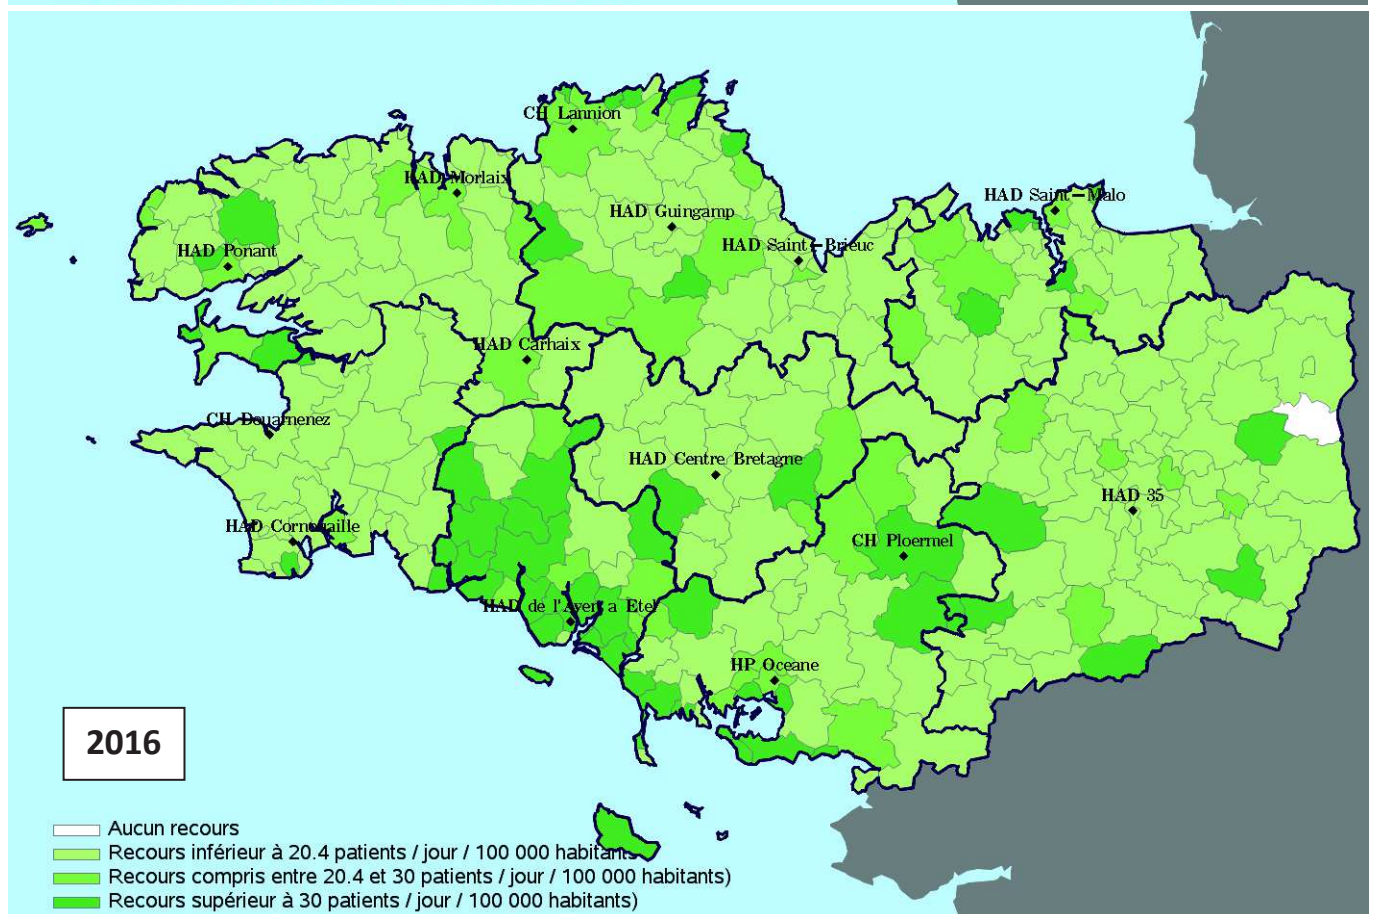 CH Lannion
HAD Morlaix
HAD Saint-Malo
HAD Guingamp
HAD Saint-Brieuc
HAD Ponant
HAD Carhaix
CH Douarnenez
HAD Centre Bretagne
HAD 35
HAD Cornouaille
CH Ploermel
HAD de l'Aven a Etel
HP Oceane
2016
Aucun recours
Recours inférieur à 20.4 patients / jour / 100 000 habitants
Recours compris entre 20.4 et 30 patients / jour / 100 000 habitants)
Recours supérieur à 30 patients / jour / 100 000 habitants)